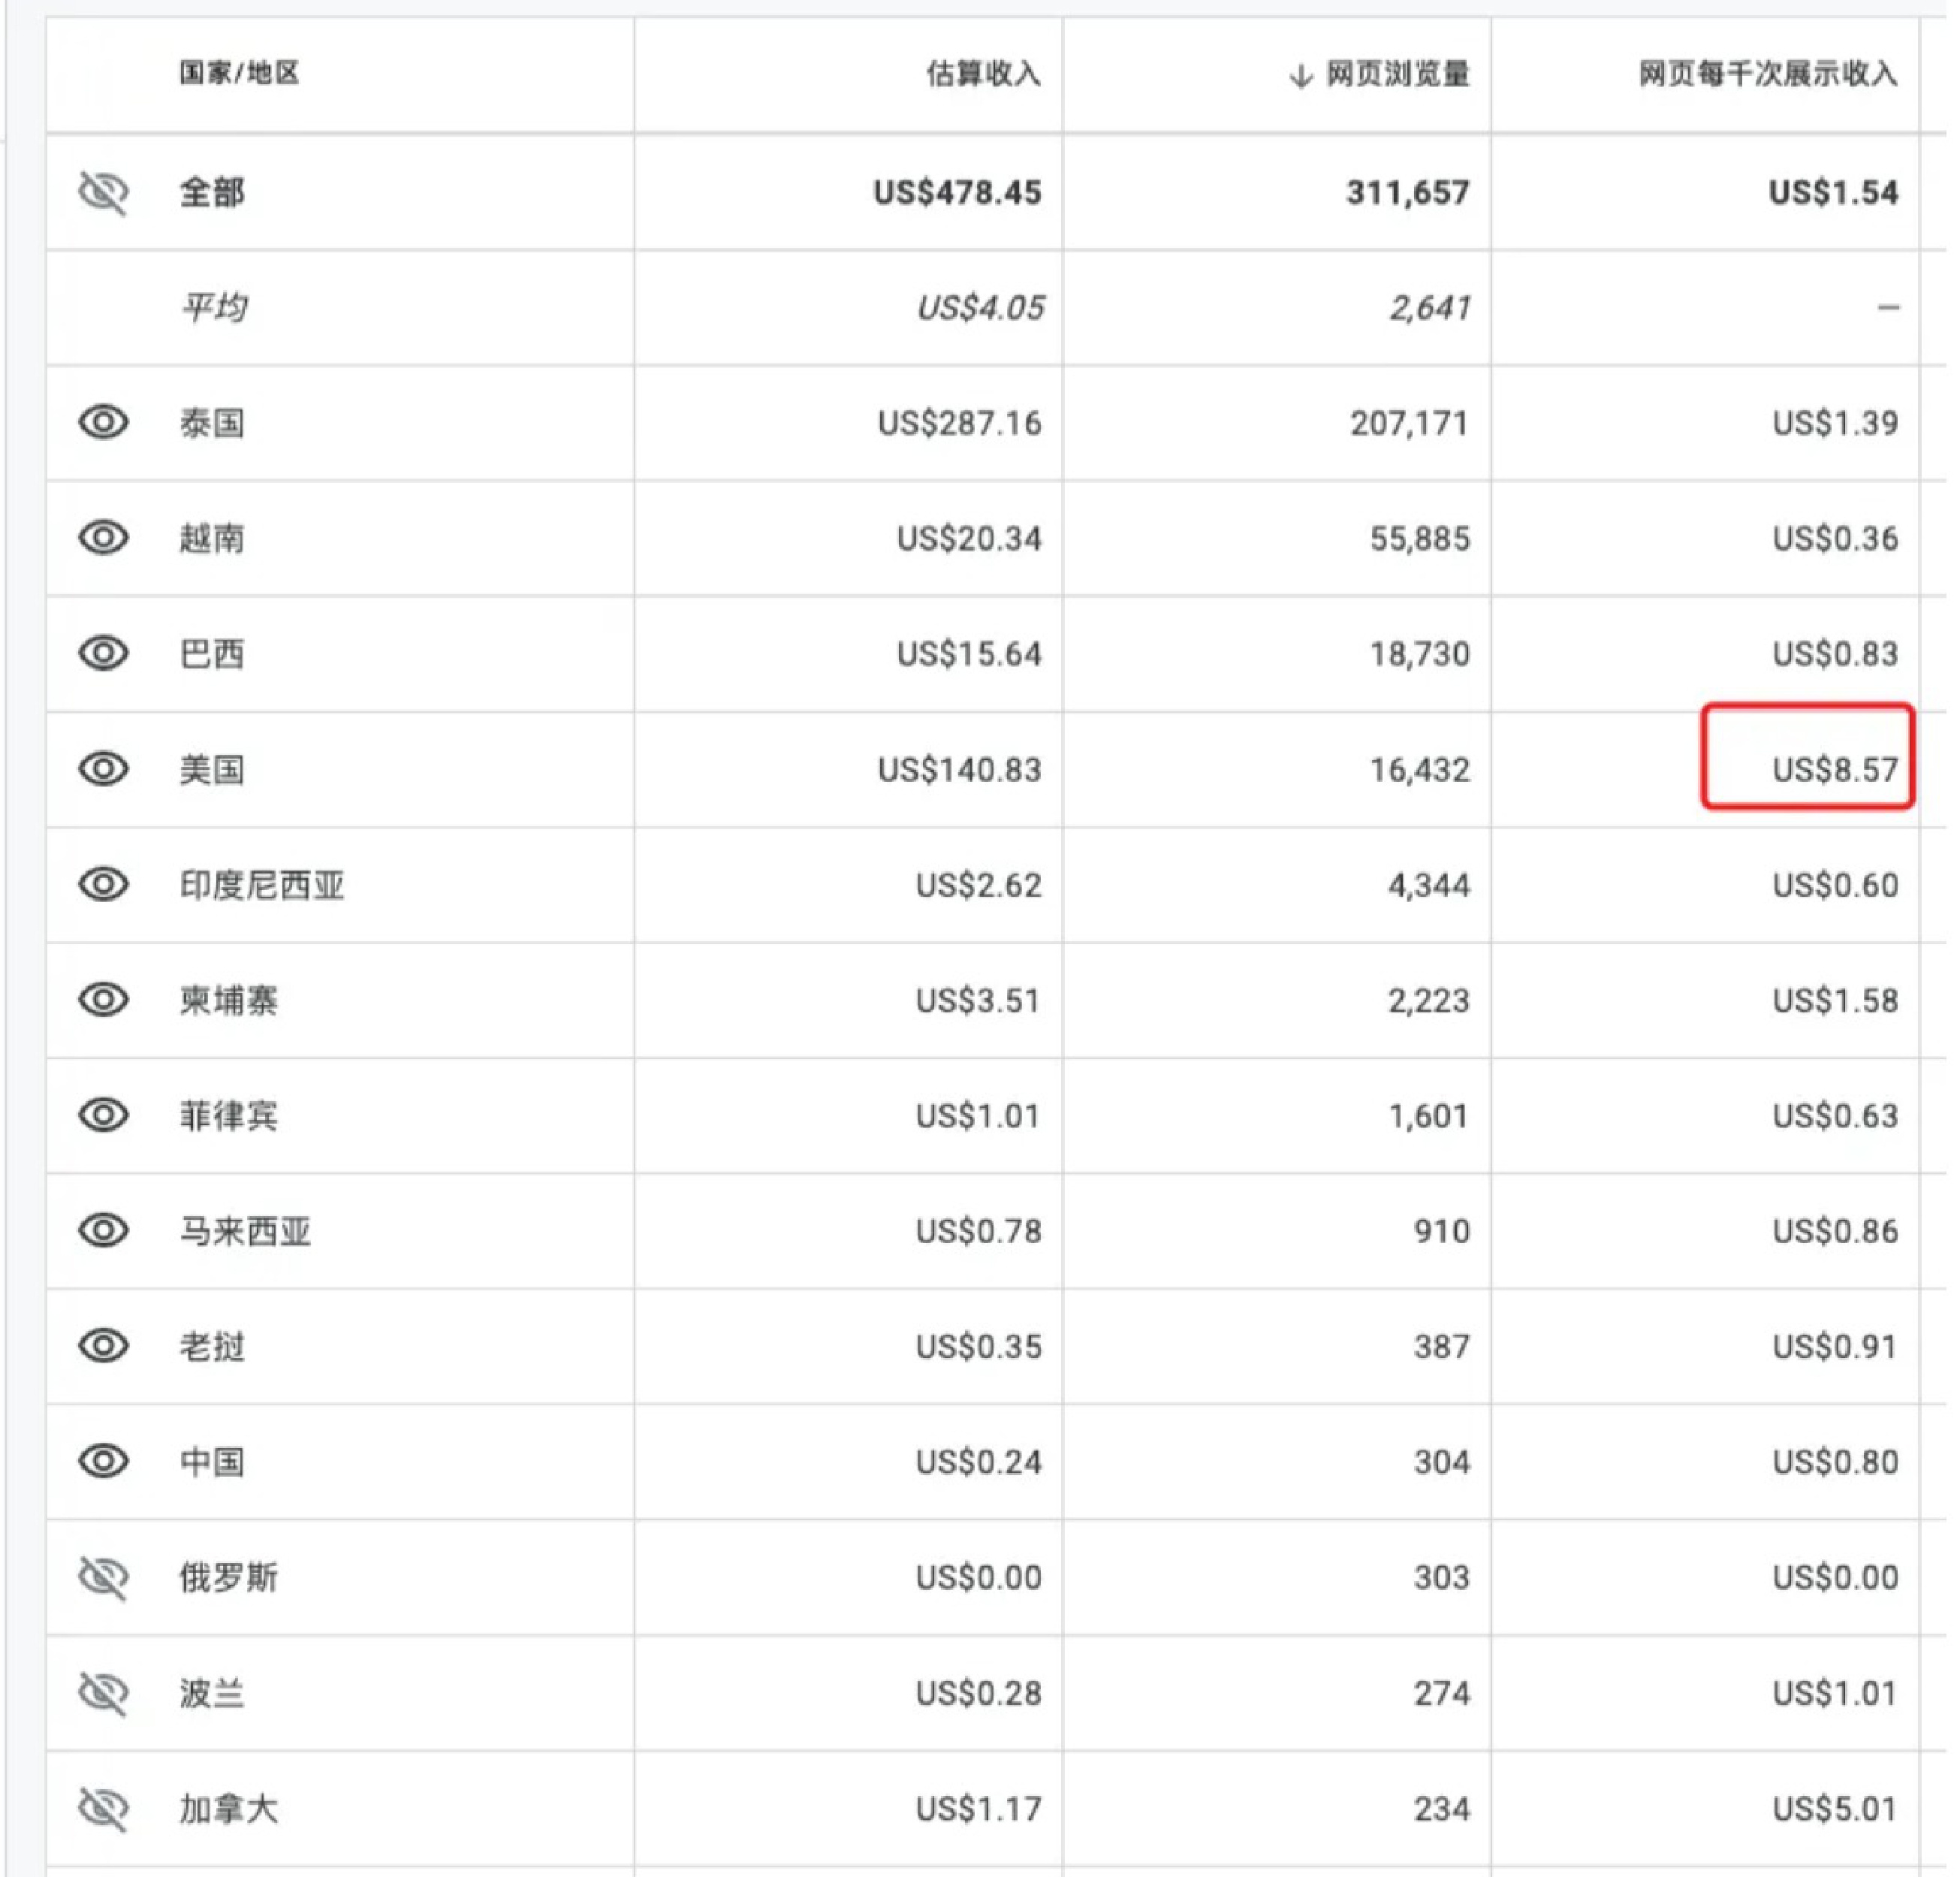 国家/地区 估算收入 ↓ 网页浏览量 网页每千次展示收入
全部 US$478.45 311,657 US$1.54
平均 US$4.05 2,641 —
泰国 US$287.16 207,171 US$1.39
越南 US$20.34 55,885 US$0.36
巴西 US$15.64 18,730 US$0.83
美国 US$140.83 16,432 US$8.57
印度尼西亚 US$2.62 4,344 US$0.60
柬埔寨 US$3.51 2,223 US$1.58
菲律宾 US$1.01 1,601 US$0.63
马来西亚 US$0.78 910 US$0.86
老挝 US$0.35 387 US$0.91
中国 US$0.24 304 US$0.80
俄罗斯 US$0.00 303 US$0.00
波兰 US$0.28 274 US$1.01
加拿大 US$1.17 234 US$5.01